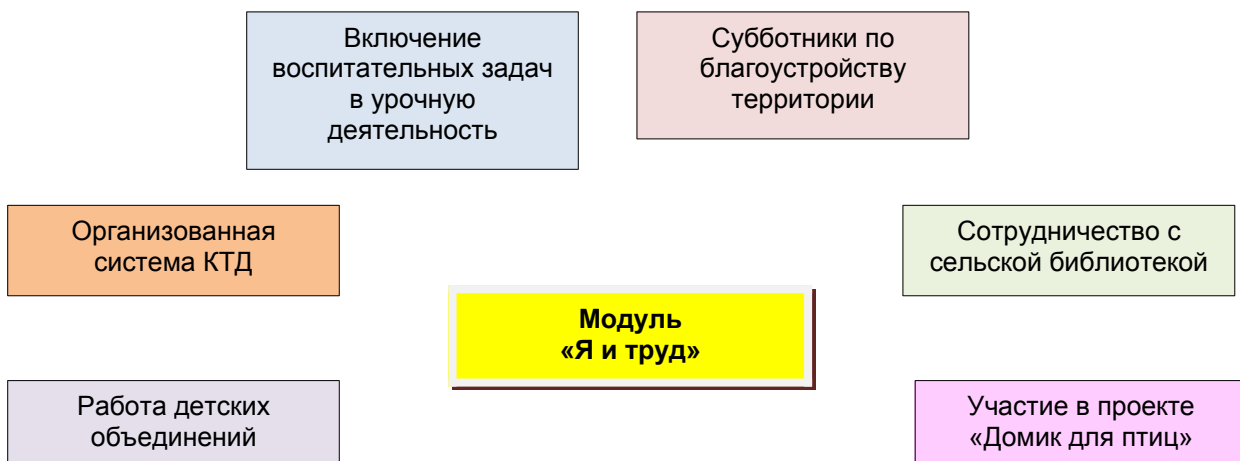 Включение
воспитательных задач
в урочную
деятельность
Субботники по
благоустройству
территории
Организованная
система КТД
Сотрудничество с
сельской библиотекой
Модуль
«Я и труд»
Работа детских
объединений
Участие в проекте
«Домик для птиц»